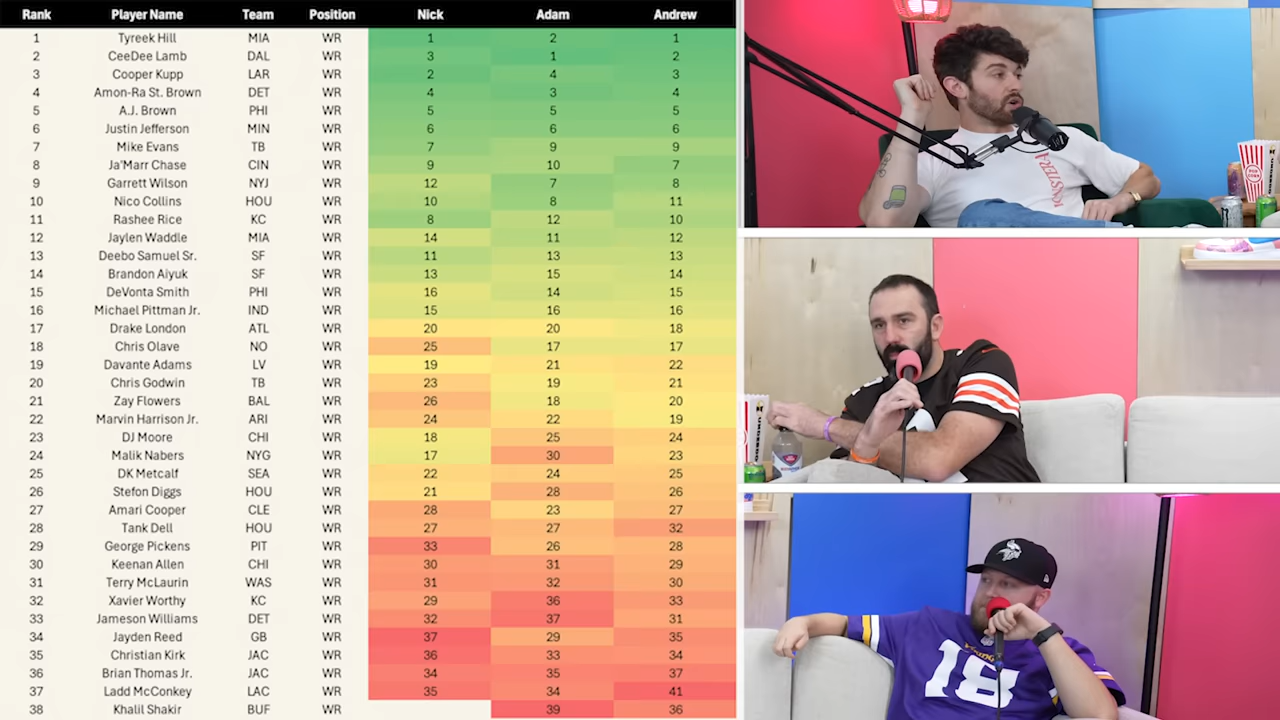 Rank Player Name Team Position Nick Adam Andrew
1 Tyreek Hill MIA WR 1 2 1
2 CeeDee Lamb DAL WR 3 1 2
3 Cooper Kupp LAR WR 2 4 3
4 Amon-Ra St. Brown DET WR 4 3 4
5 A.J. Brown PHI WR 5 5 5
6 Justin Jefferson MIN WR 6 6 6
7 Mike Evans TB WR 7 9 9
8 Ja'Marr Chase CIN WR 9 10 7
9 Garrett Wilson NYJ WR 12 7 8
10 Nico Collins HOU WR 10 8 11
11 Rashee Rice KC WR 8 12 10
12 Jaylen Waddle MIA WR 14 11 12
13 Deebo Samuel Sr. SF WR 11 13 13
14 Brandon Aiyuk SF WR 13 15 14
15 DeVonta Smith PHI WR 16 14 15
16 Michael Pittman Jr. IND WR 15 16 16
17 Drake London ATL WR 20 20 18
18 Chris Olave NO WR 25 17 17
19 Davante Adams LV WR 19 21 22
20 Chris Godwin TB WR 23 19 21
21 Zay Flowers BAL WR 26 18 20
22 Marvin Harrison Jr. ARI WR 24 22 19
23 DJ Moore CHI WR 18 25 24
24 Malik Nabers NYG WR 17 30 23
25 DK Metcalf SEA WR 22 24 25
26 Stefon Diggs HOU WR 21 28 26
27 Amari Cooper CLE WR 28 23 27
28 Tank Dell HOU WR 27 27 32
29 George Pickens PIT WR 33 26 28
30 Keenan Allen CHI WR 30 31 29
31 Terry McLaurin WAS WR 31 32 30
32 Xavier Worthy KC WR 29 36 33
33 Jameson Williams DET WR 32 37 31
34 Jayden Reed GB WR 37 29 35
35 Christian Kirk JAC WR 36 33 34
36 Brian Thomas Jr. JAC WR 34 35 37
37 Ladd McConkey LAC WR 35 34 41
38 Khalil Shakir BUF WR 39 36
18